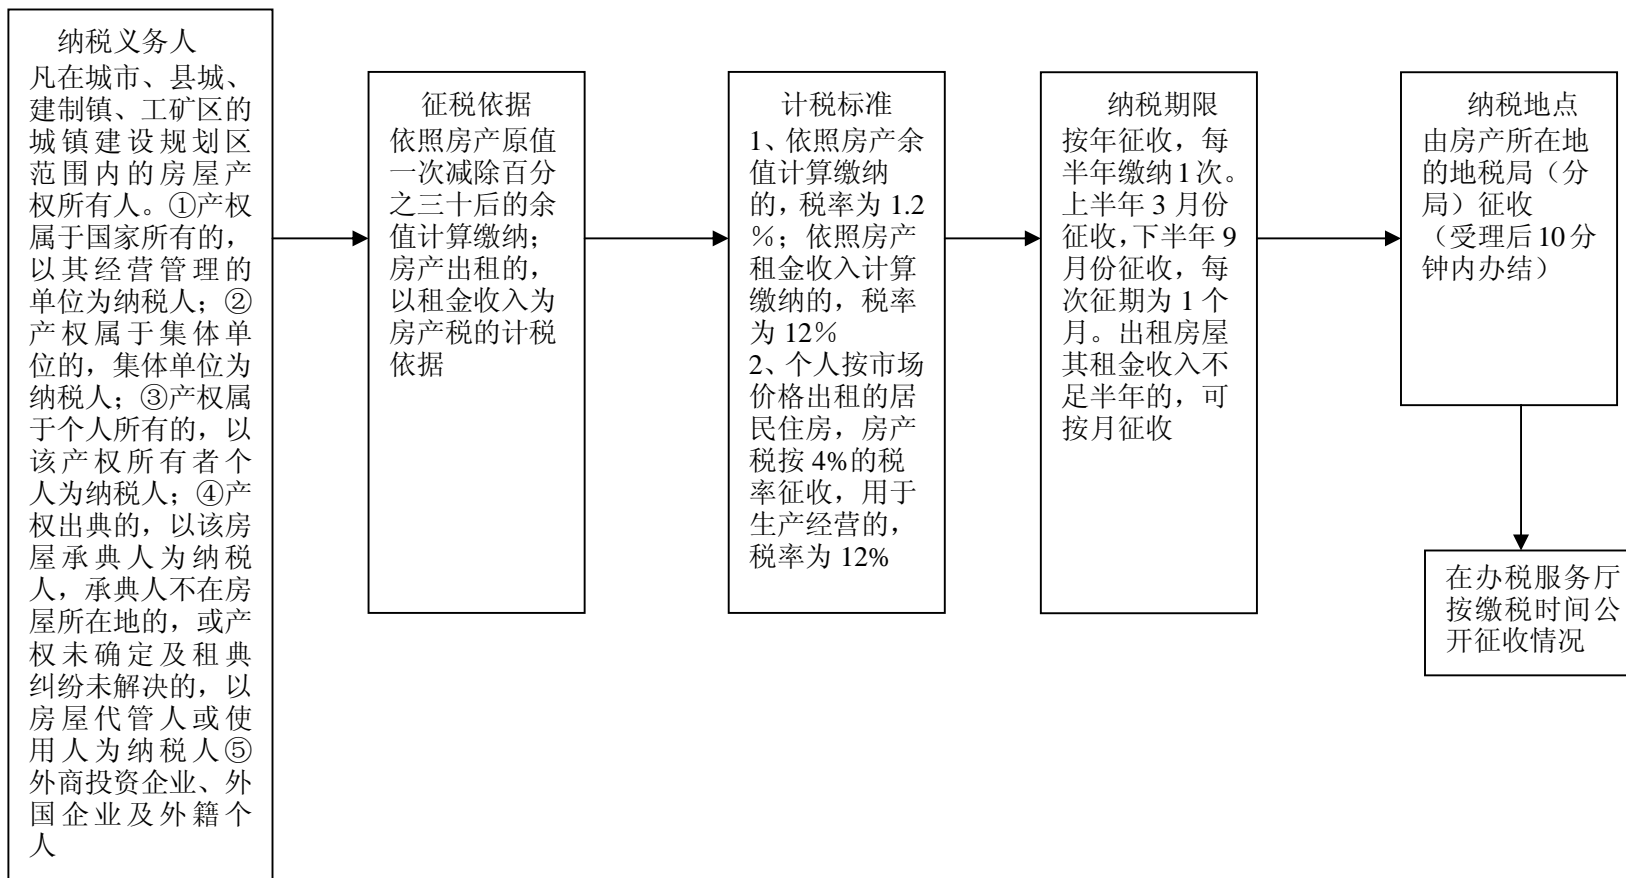 纳税义务人
凡在城市、县城、
建制镇、工矿区的
城镇建设规划区
范围内的房屋产
权所有人。①产权
属于国家所有的，
以其经营管理的
单位为纳税人；②
产权属于集体单
位的，集体单位为
纳税人；③产权属
于个人所有的，以
该产权所有者个
人为纳税人；④产
权出典的，以该房
屋承典人为纳税
人，承典人不在房
屋所在地的，或产
权未确定及租典
纠纷未解决的，以
房屋代管人或使
用人为纳税人⑤
外商投资企业、外
国企业及外籍个
人
征税依据
依照房产原值
一次减除百分
之三十后的余
值计算缴纳；
房产出租的，
以租金收入为
房产税的计税
依据
计税标准
1、依照房产余
值计算缴纳
的，税率为 1.2
％；依照房产
租金收入计算
缴纳的，税率
为 12％
2、个人按市场
价格出租的居
民住房，房产
税按 4%的税
率征收，用于
生产经营的，
税率为 12%
纳税期限
按年征收，每
半年缴纳 1 次。
上半年 3 月份
征收，下半年 9
月份征收，每
次征期为 1 个
月。出租房屋
其租金收入不
足半年的，可
按月征收
纳税地点
由房产所在地
的地税局（分
局）征收
（受理后 10 分
钟内办结）
在办税服务厅
按缴税时间公
开征收情况